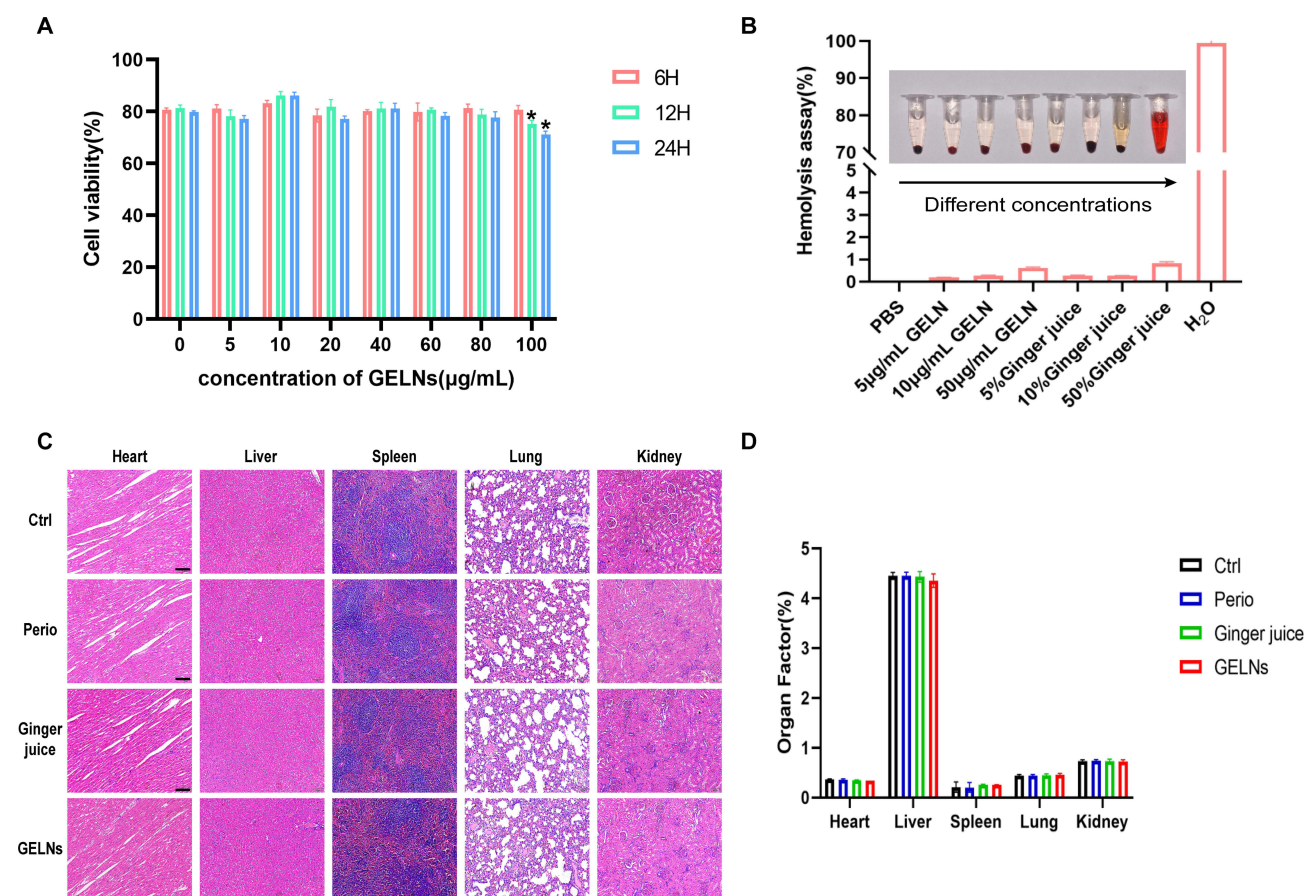 A
100
80
60
40
20
0
Cell viability(%)
* *
0 5 10 20 40 60 80 100
concentration of GELNs(μg/mL)
6H
12H
24H
B
100
90
80
70
5
4
3
2
1
0
Hemolysis assay(%)
Different concentrations
PBS
5μg/mL GELN
10μg/mL GELN
50μg/mL GELN
5%Ginger juice
10%Ginger juice
50%Ginger juice
H₂O
C
Heart Liver Spleen Lung Kidney
Ctrl
Perio
Ginger
juice
GELNs
D
5
4
3
2
1
0
Organ Factor(%)
Heart Liver Spleen Lung Kidney
Ctrl
Perio
Ginger juice
GELNs